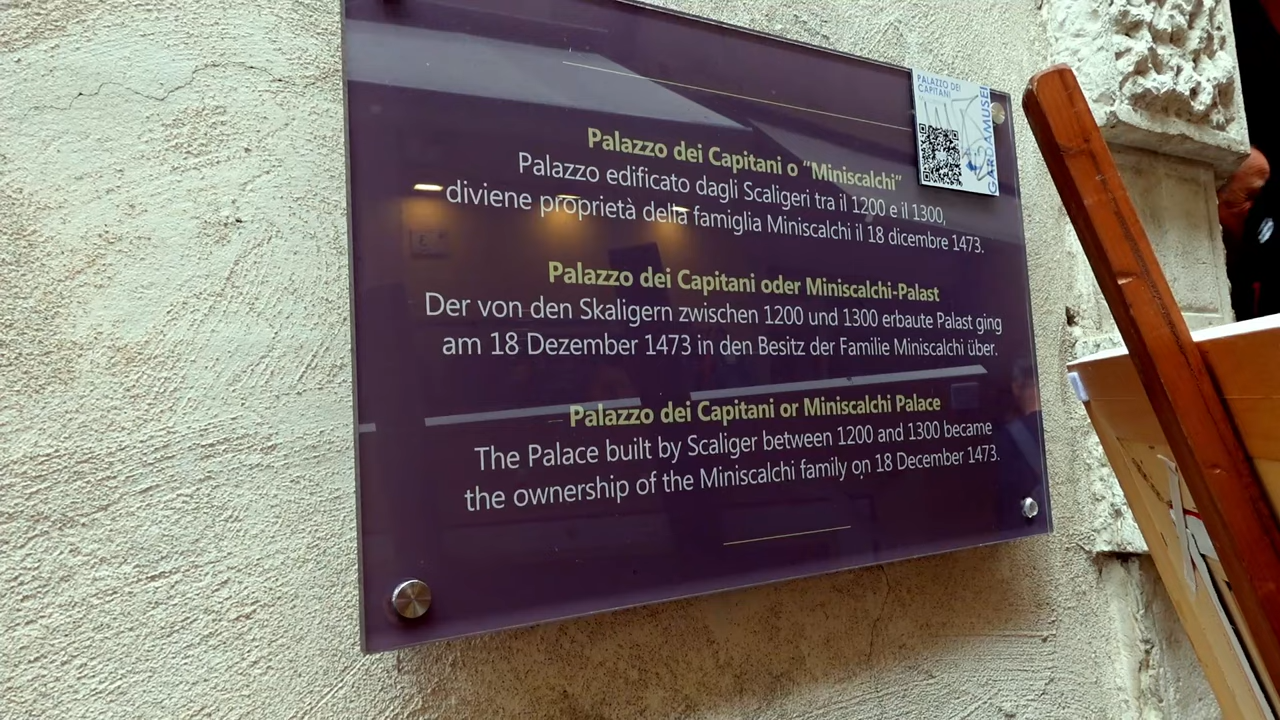 PALAZZO DEI
CAPITANI
GARDAMUSEI
Palazzo dei Capitani o “Miniscalchi”
Palazzo edificato dagli Scaligeri tra il 1200 e il 1300,
diviene proprietà della famiglia Miniscalchi il 18 dicembre 1473.
Palazzo dei Capitani oder Miniscalchi-Palast
Der von den Skaligern zwischen 1200 und 1300 erbaute Palast ging
am 18 Dezember 1473 in den Besitz der Familie Miniscalchi über.
Palazzo dei Capitani or Miniscalchi Palace
The Palace built by Scaliger between 1200 and 1300 became
the ownership of the Miniscalchi family on 18 December 1473.